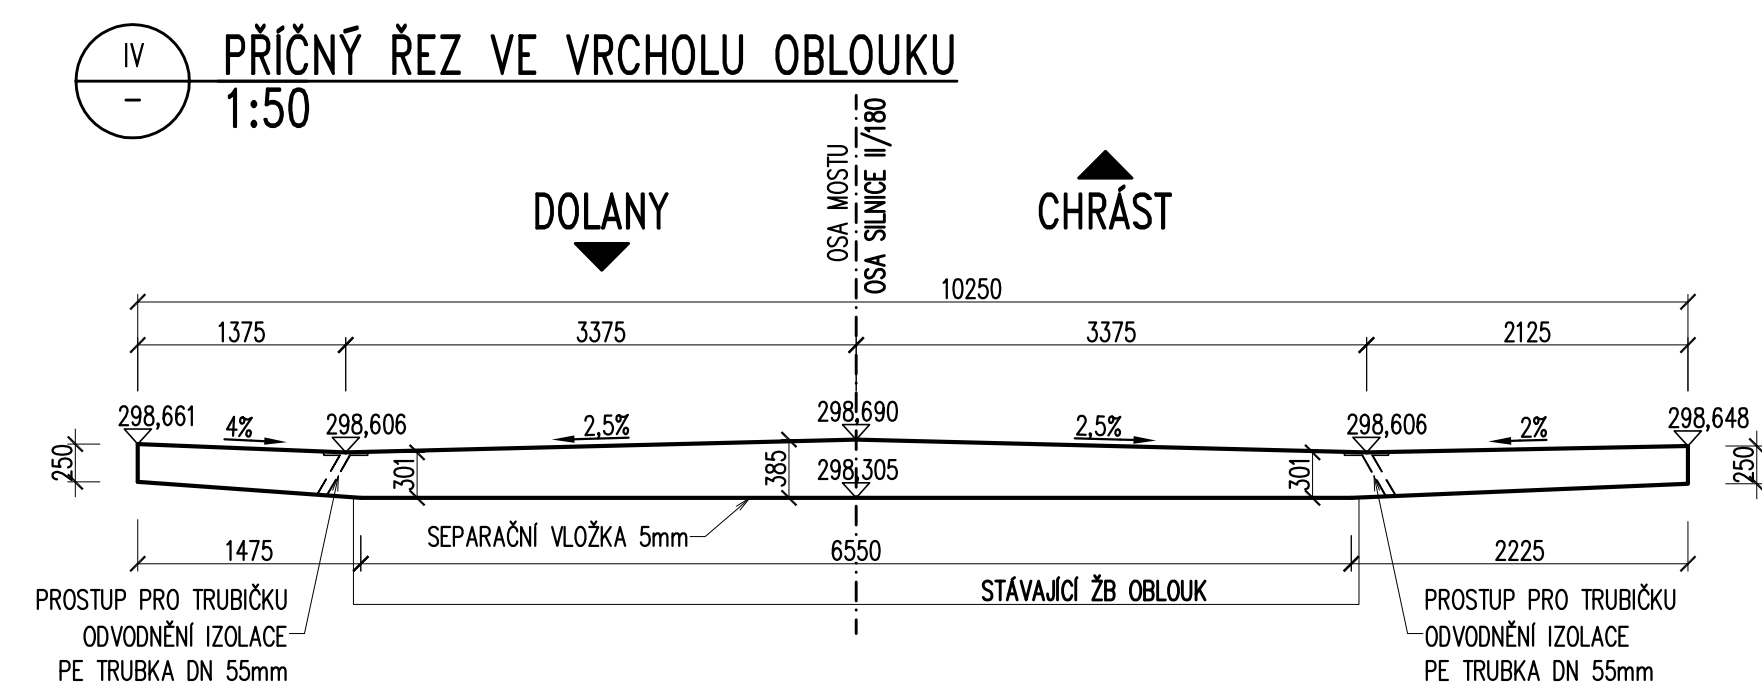 IV
–
PŘÍČNÝ ŘEZ VE VRCHOLU OBLOUKU
1:50
OSA MOSTU
OSA SILNICE II/180
DOLANY
CHRÁST
10250
1375
3375
3375
2125
298,661
4%
298,606
2,5%
298,690
2,5%
298,606
2%
298,648
250
301
385
298,305
301
250
SEPARAČNÍ VLOŽKA 5mm
1475
6550
2225
STÁVAJÍCÍ ŽB OBLOUK
PROSTUP PRO TRUBIČKU
ODVODNĚNÍ IZOLACE
PE TRUBKA DN 55mm
PROSTUP PRO TRUBIČKU
ODVODNĚNÍ IZOLACE
PE TRUBKA DN 55mm